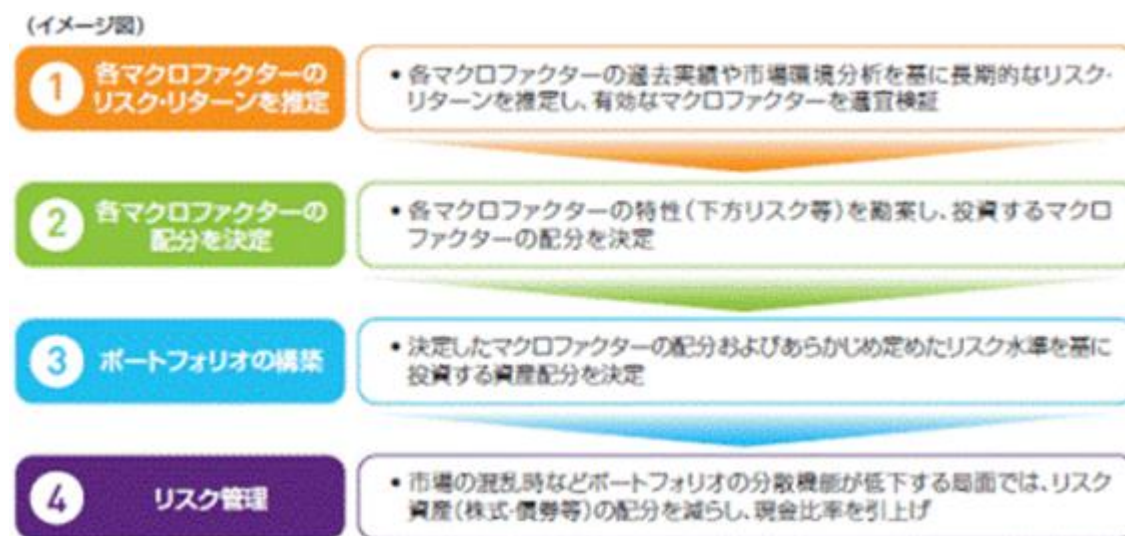 (イメージ図)
1
各マクロファクターの
リスク・リターンを推定
• 各マクロファクターの過去実績や市場環境分析を基に長期的なリスク・
リターンを推定し、有効なマクロファクターを適宜検証
2
各マクロファクターの
配分を決定
• 各マクロファクターの特性(下方リスク等)を勘案し、投資するマクロ
ファクターの配分を決定
3
ポートフォリオの構築
• 決定したマクロファクターの配分およびあらかじめ定めたリスク水準を基に
投資する資産配分を決定
4
リスク管理
• 市場の混乱時などポートフォリオの分散機能が低下する局面では、リスク
資産(株式・債券等)の配分を減らし、現金比率を引上げ